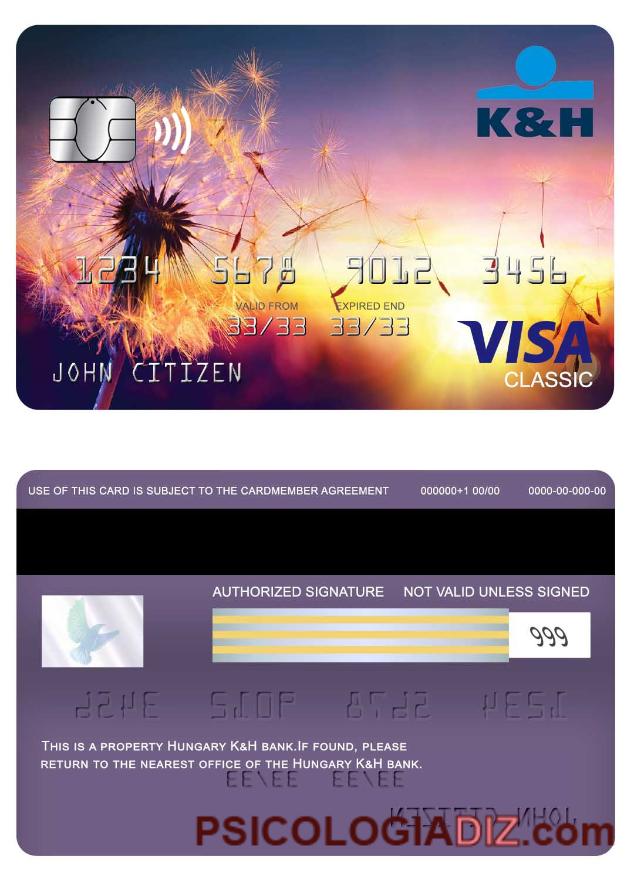 K&H
1234 5678 9012 3456
VALID FROM EXPIRED END
33/33 33/33
VISA
JOHN CITIZEN
CLASSIC
USE OF THIS CARD IS SUBJECT TO THE CARDMEMBER AGREEMENT 000000+1 00/00 0000-00-000-00
AUTHORIZED SIGNATURE NOT VALID UNLESS SIGNED
999
THIS IS A PROPERTY HUNGARY K&H BANK.IF FOUND, PLEASE
RETURN TO THE NEAREST OFFICE OF THE HUNGARY K&H BANK.
PSICOLOGIADIZ.com